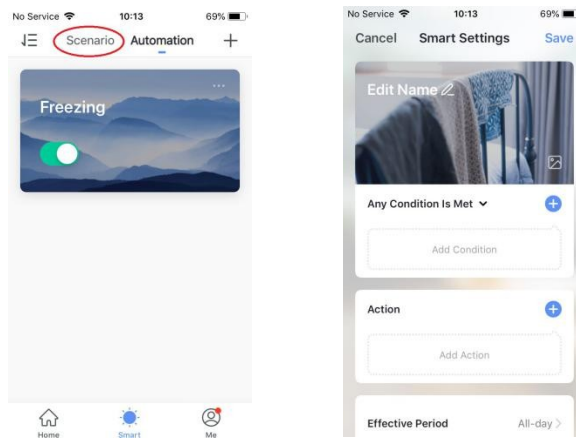 No Service 10:13 69%
Scenario Automation
Freezing
Home Smart Me
No Service 10:13 69%
Cancel Smart Settings Save
Edit Name
Any Condition Is Met
Add Condition
Action
Add Action
Effective Period All-day